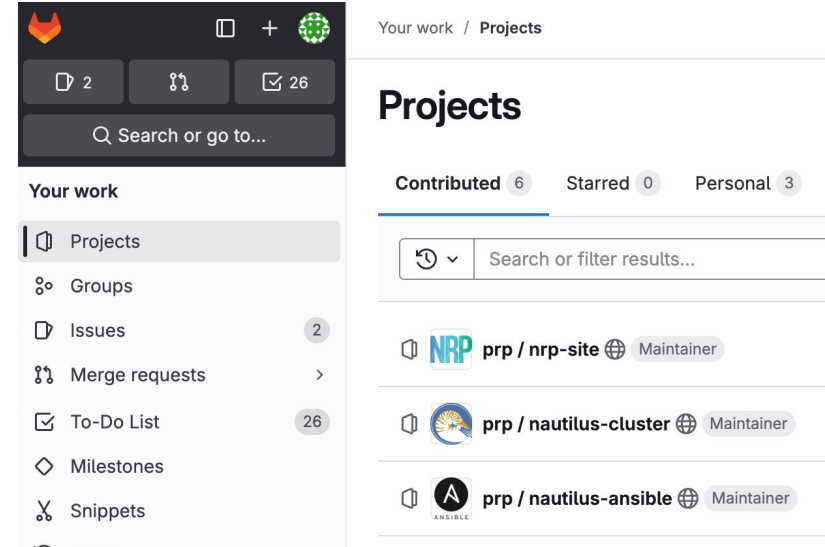 2
26
Search or go to...
Your work
Projects
Groups
Issues 2
Merge requests
To-Do List 26
Milestones
Snippets
Your work / Projects
Projects
Contributed 6 Starred 0 Personal 3
Search or filter results...
NRP prp / nrp-site Maintainer
prp / nautilus-cluster Maintainer
ANSIBLE prp / nautilus-ansible Maintainer